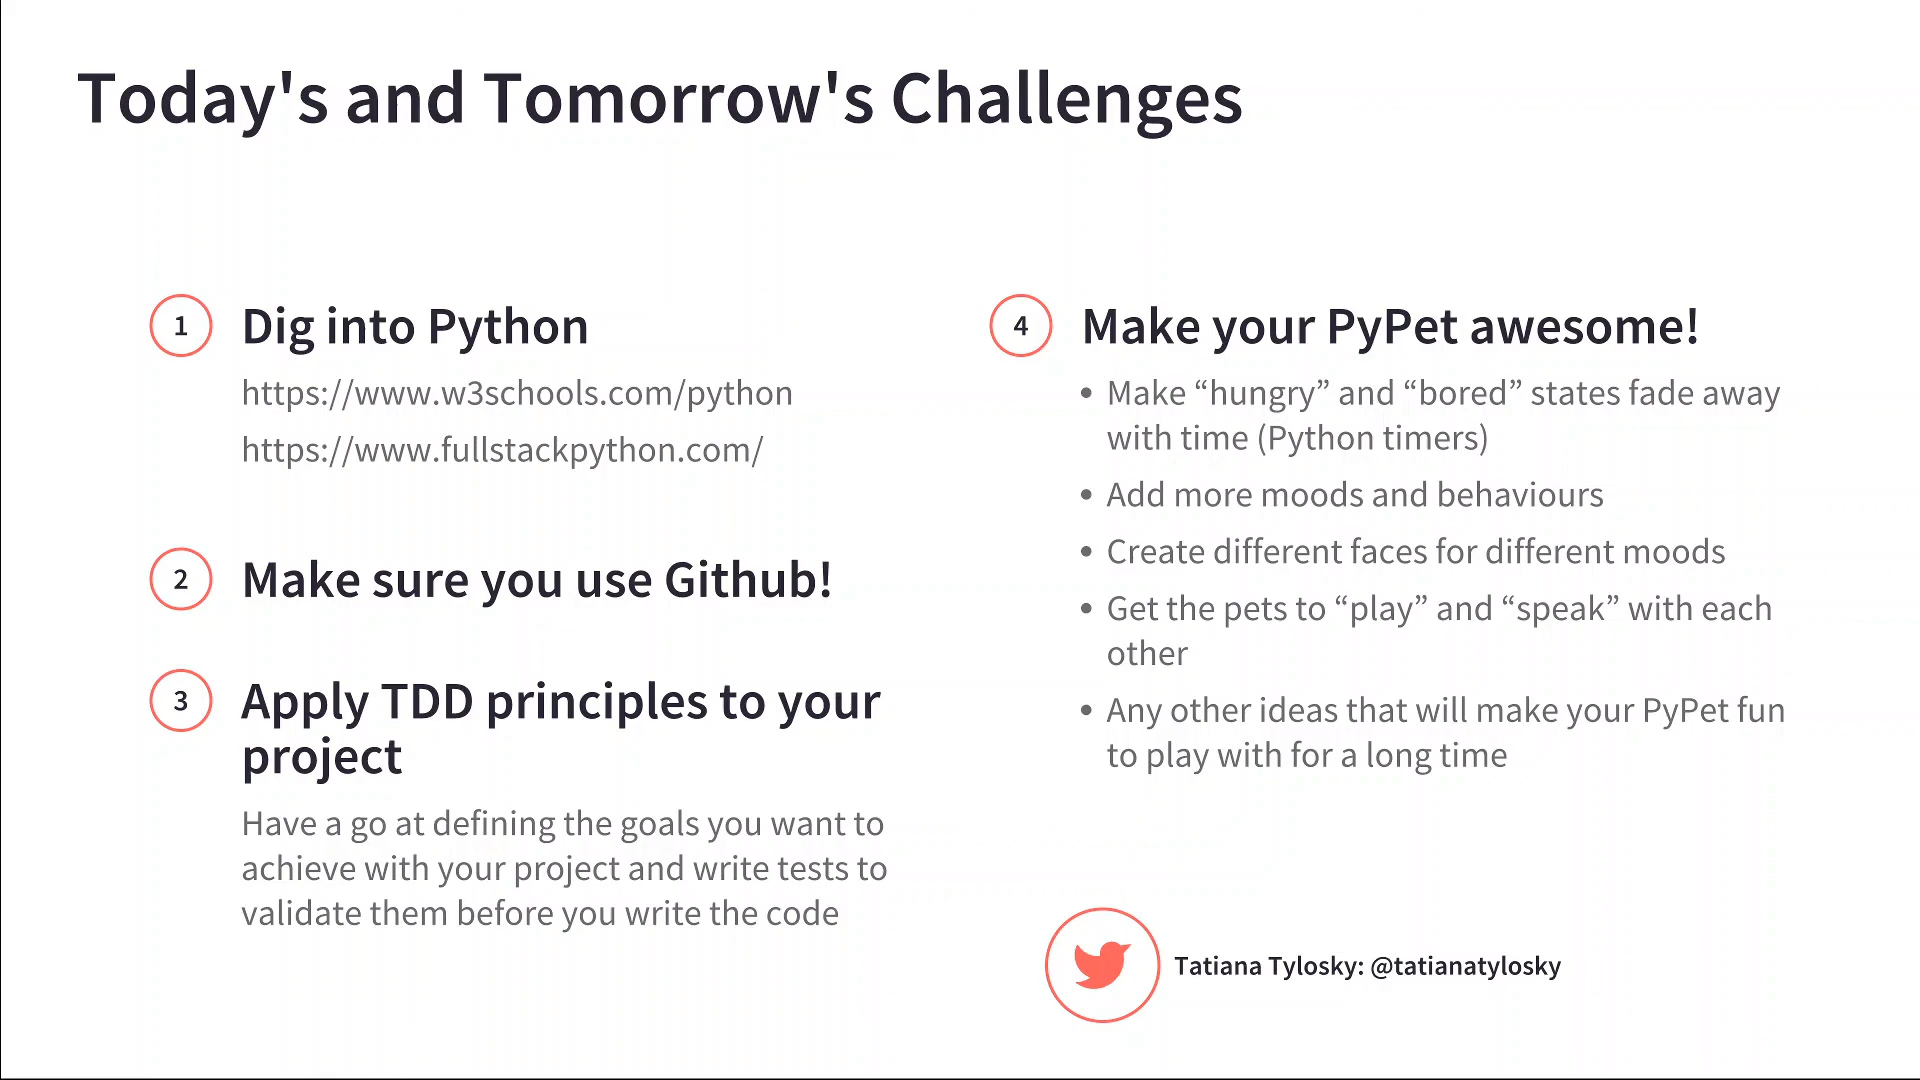 Today's and Tomorrow's Challenges
1
Dig into Python
https://www.w3schools.com/python
https://www.fullstackpython.com/
2
Make sure you use Github!
3
Apply TDD principles to your
project
Have a go at defining the goals you want to
achieve with your project and write tests to
validate them before you write the code
4
Make your PyPet awesome!
• Make “hungry” and “bored” states fade away
with time (Python timers)
• Add more moods and behaviours
• Create different faces for different moods
• Get the pets to “play” and “speak” with each
other
• Any other ideas that will make your PyPet fun
to play with for a long time
Tatiana Tylosky: @tatianatylosky